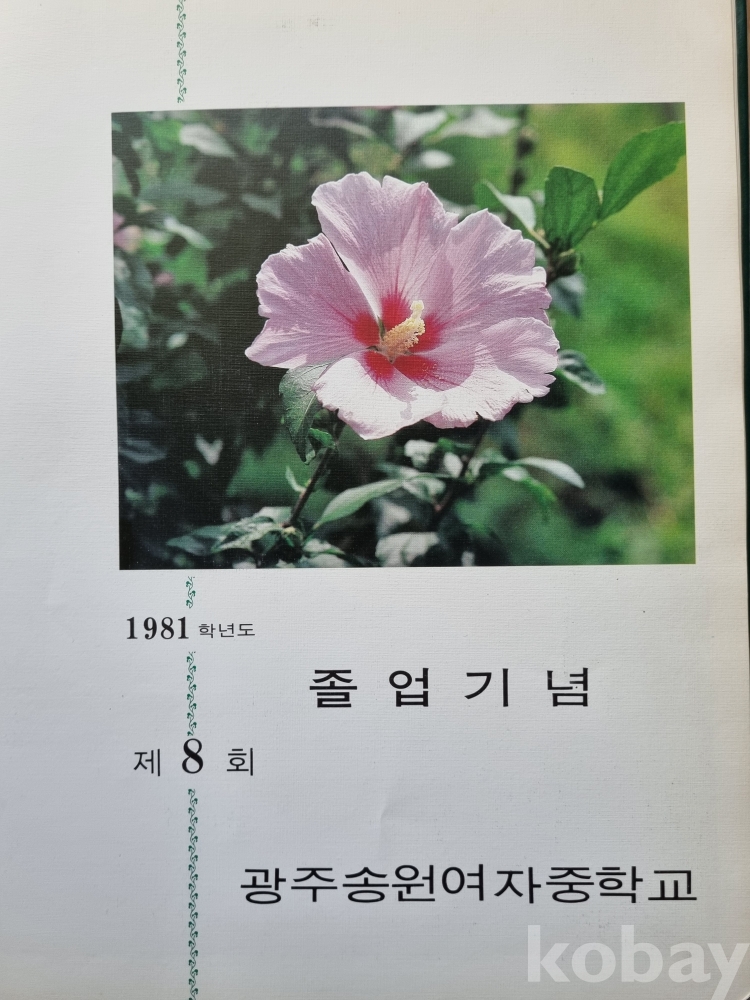 1981 학년도
졸업기념
제 8 회
광주송원여자중학교
kobay